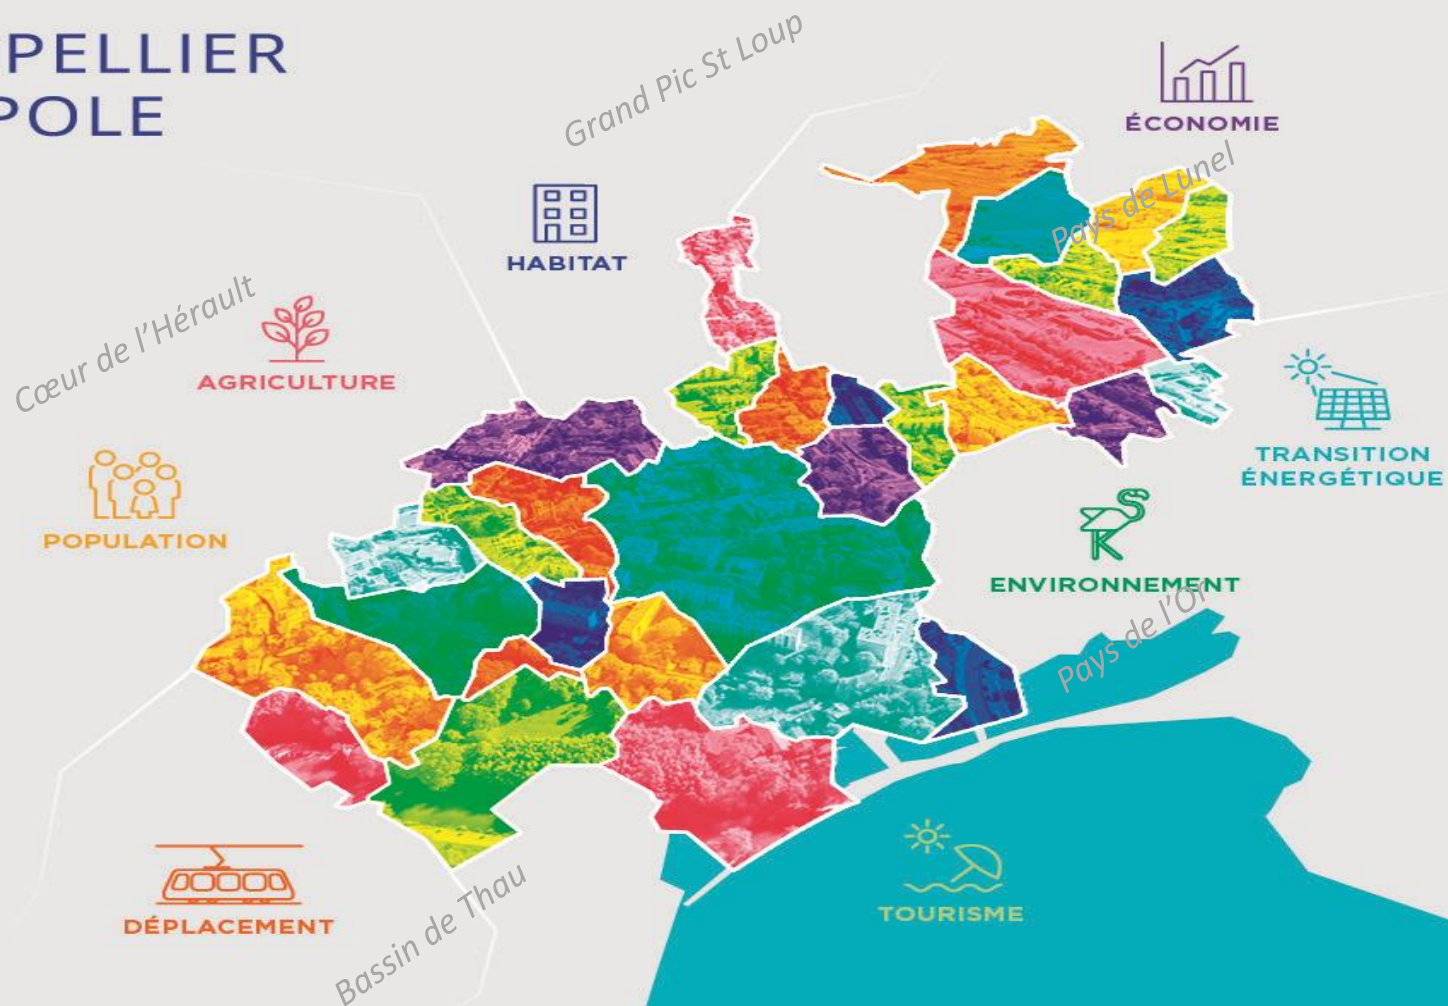 PELLIER
POLE
Grand Pic St Loup
ÉCONOMIE
Pays de Lunel
HABITAT
Cœur de l'Hérault
AGRICULTURE
TRANSITION
ÉNERGÉTIQUE
POPULATION
ENVIRONNEMENT
Pays de l'Or
TOURISME
DÉPLACEMENT
Bassin de Thau